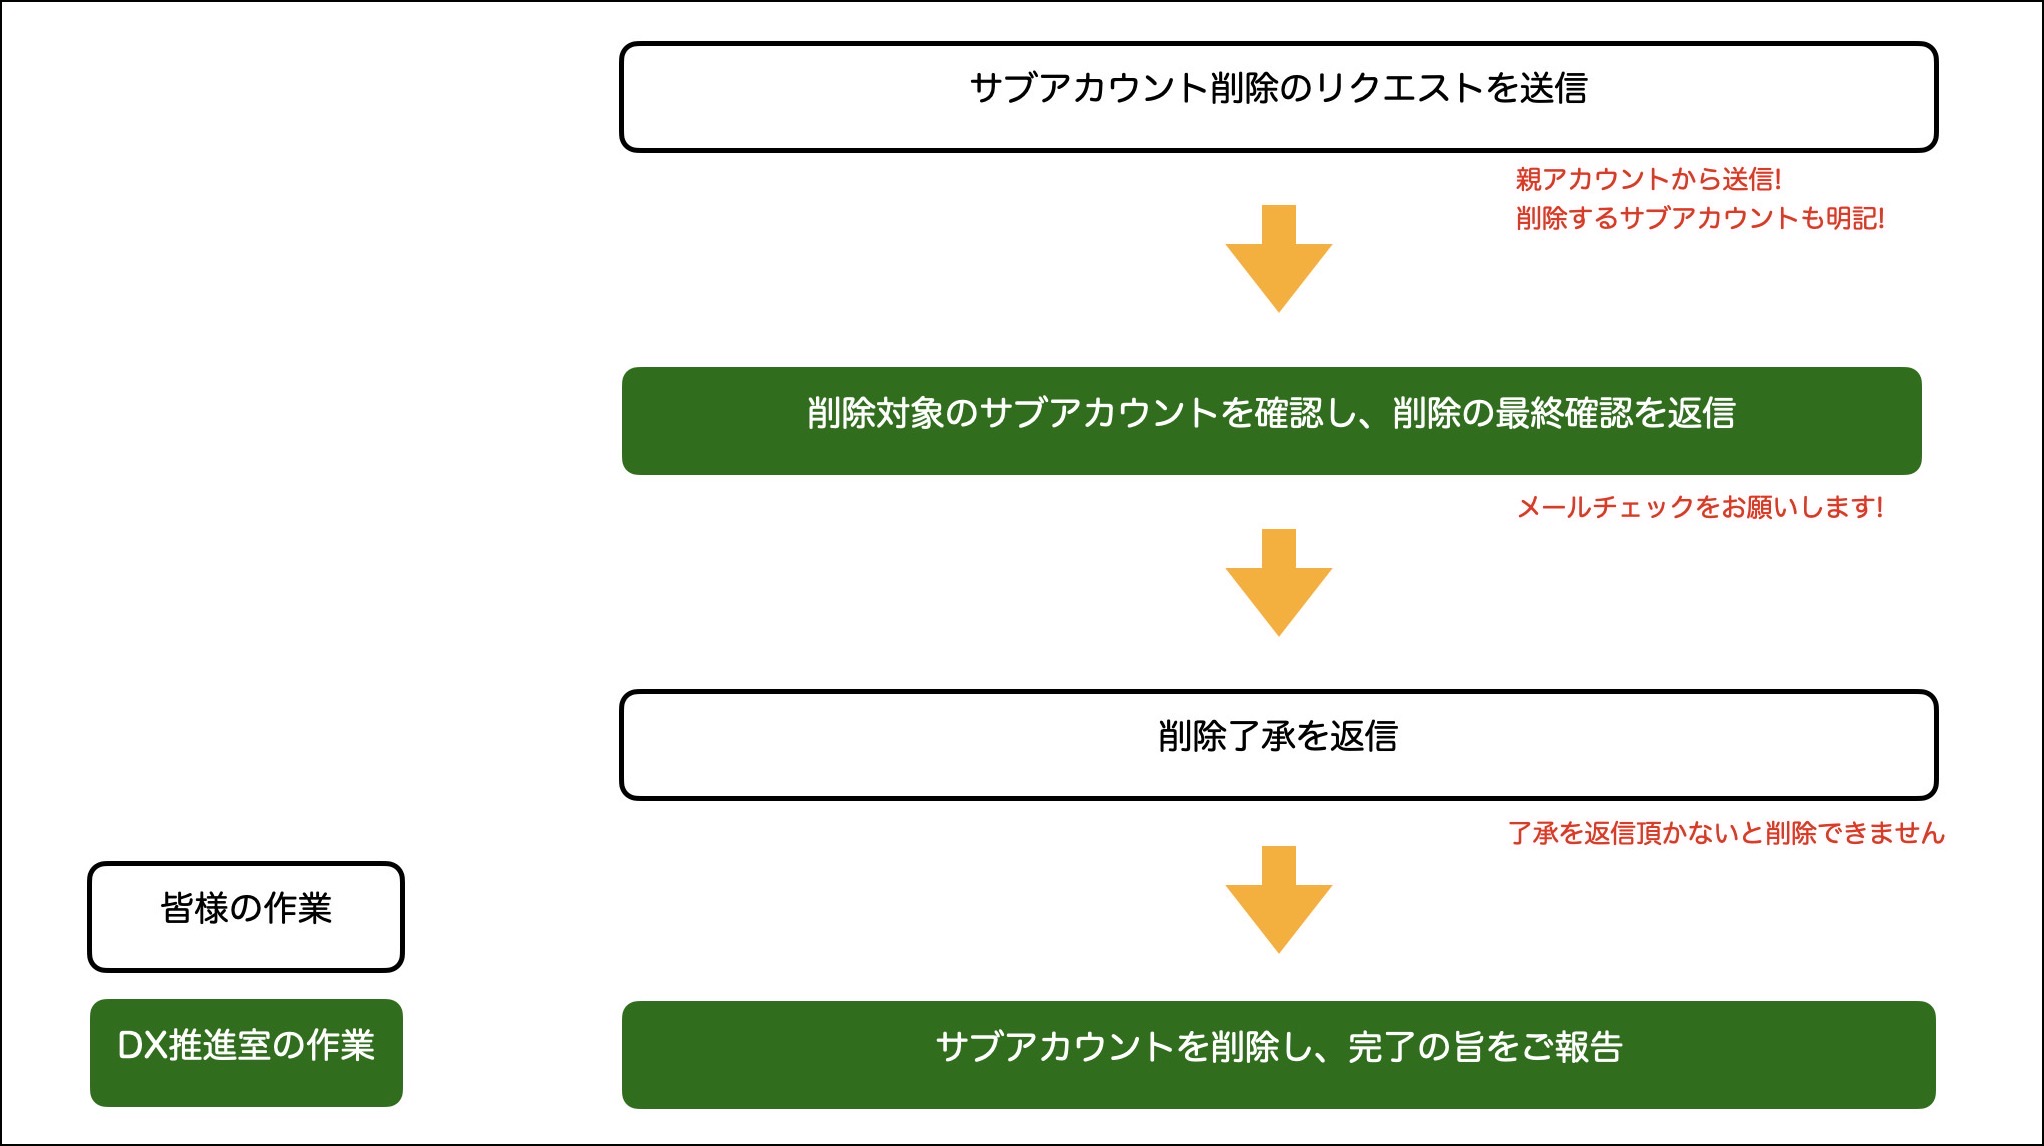 サブアカウント削除のリクエストを送信
親アカウントから送信!
削除するサブアカウントも明記!
削除対象のサブアカウントを確認し、削除の最終確認を返信
メールチェックをお願いします!
削除了承を返信
了承を返信頂かないと削除できません
皆様の作業
DX推進室の作業
サブアカウントを削除し、完了の旨をご報告